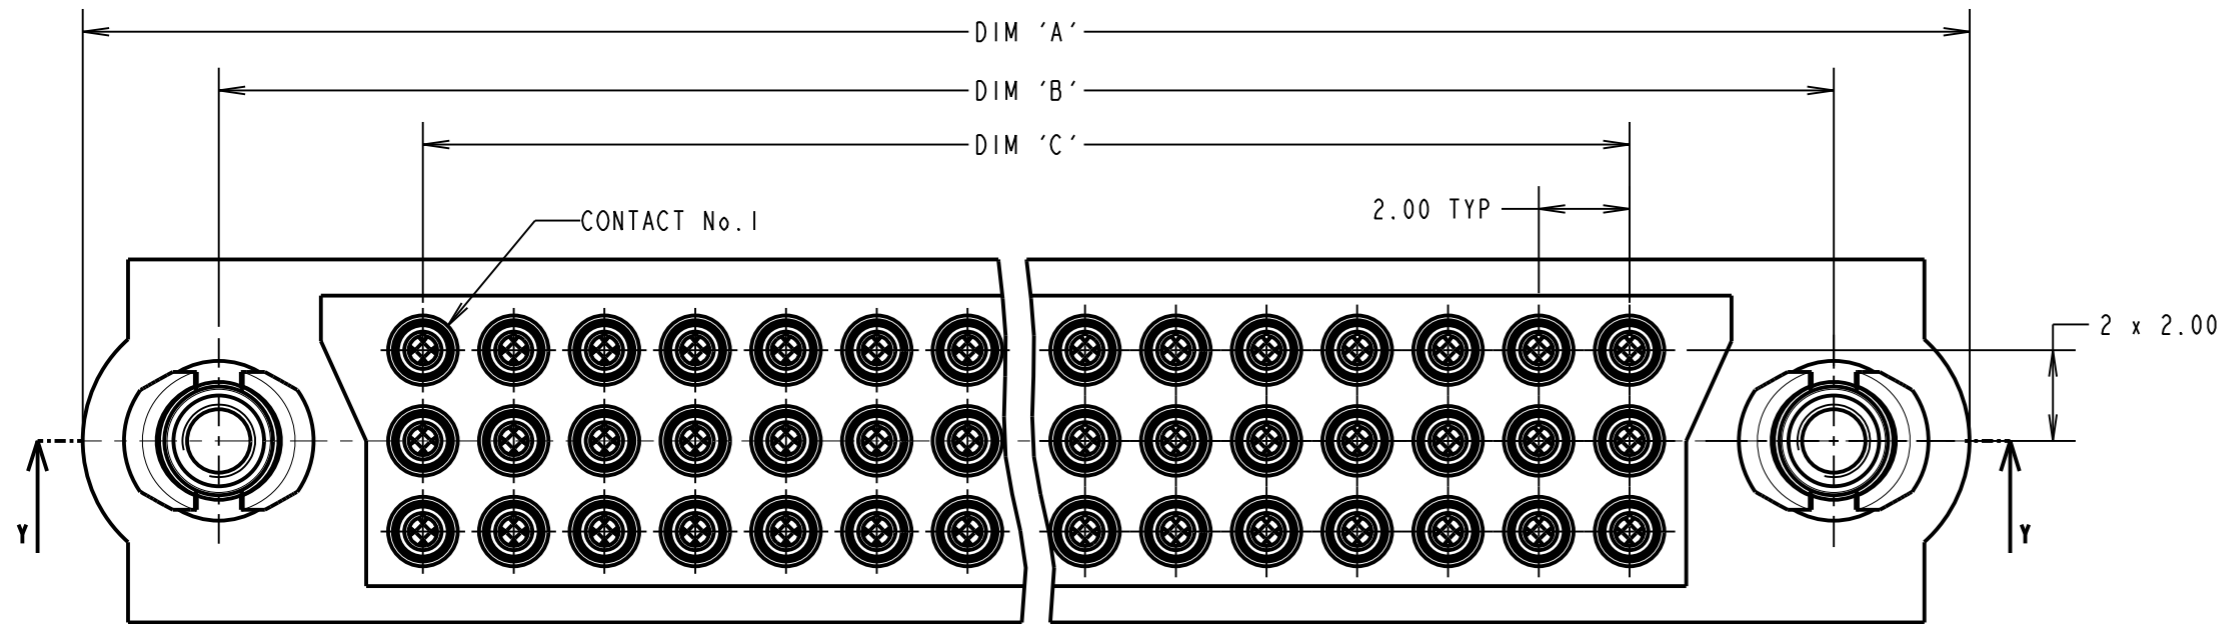 DIM 'A'
DIM 'B'
DIM 'C'
2.00 TYP
CONTACT No.1
2 x 2.00
Y
Y